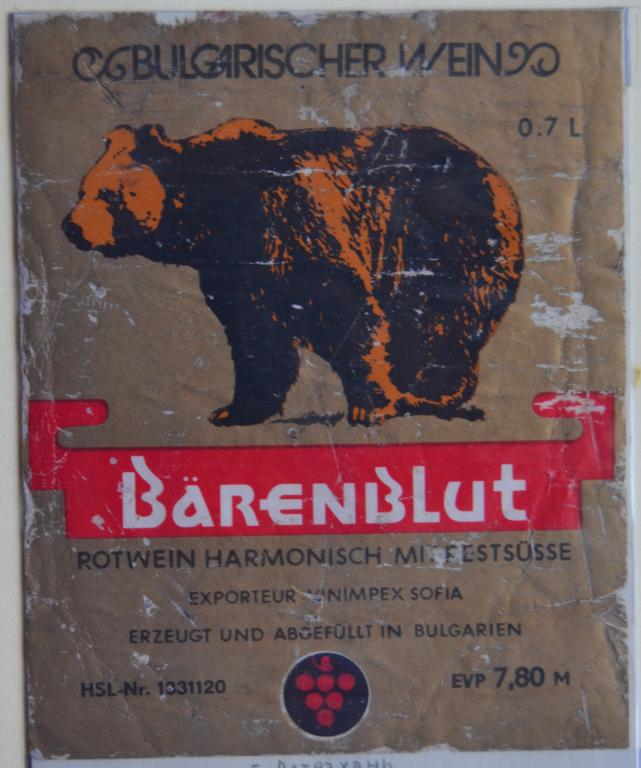 BULGARISCHER WEIN
0.7 L
BÄRENBLUT
ROTWEIN HARMONISCH MIT RESTSÜSSE
EXPORTEUR VINIMPEX SOFIA
ERZEUGT UND ABGEFÜLLT IN BULGARIEN
HSL-Nr. 1331120
EVP 7,80 M